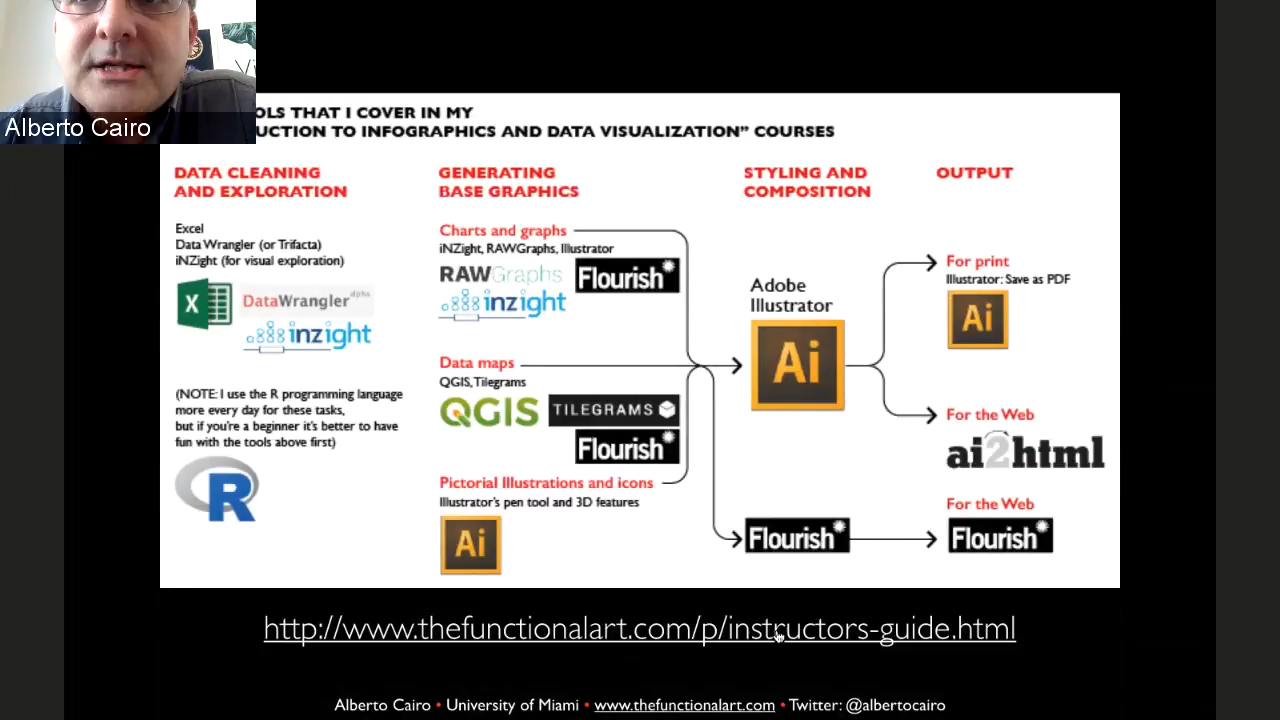 Alberto Cairo
OLS THAT I COVER IN MY
UCTION TO INFOGRAPHICS AND DATA VISUALIZATION” COURSES
DATA CLEANING
AND EXPLORATION
Excel
Data Wrangler (or Trifacta)
iNZight (for visual exploration)
DataWrangler alpha
inzight
(NOTE: I use the R programming language
more every day for these tasks,
but if you're a beginner it's better to have
fun with the tools above first)
R
GENERATING
BASE GRAPHICS
Charts and graphs
iNZight, RAWGraphs, Illustrator
RAWGraphs
Flourish
inzight
Data maps
QGIS, Tilegrams
QGIS
TILEGRAMS
Flourish
Pictorial Illustrations and icons
Illustrator's pen tool and 3D features
Ai
STYLING AND
COMPOSITION
Adobe
Illustrator
Ai
Flourish
OUTPUT
For print
Illustrator: Save as PDF
Ai
For the Web
ai2html
For the Web
Flourish
http://www.thefunctionalart.com/p/instructors-guide.html
Alberto Cairo • University of Miami • www.thefunctionalart.com • Twitter: @albertocairo